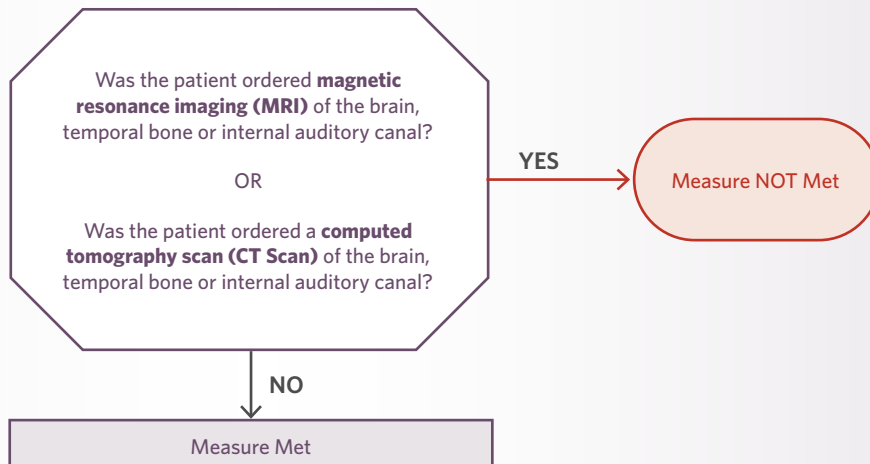 Was the patient ordered magnetic
resonance imaging (MRI) of the brain,
temporal bone or internal auditory canal?
OR
Was the patient ordered a computed
tomography scan (CT Scan) of the brain,
temporal bone or internal auditory canal?
YES
Measure NOT Met
NO
Measure Met